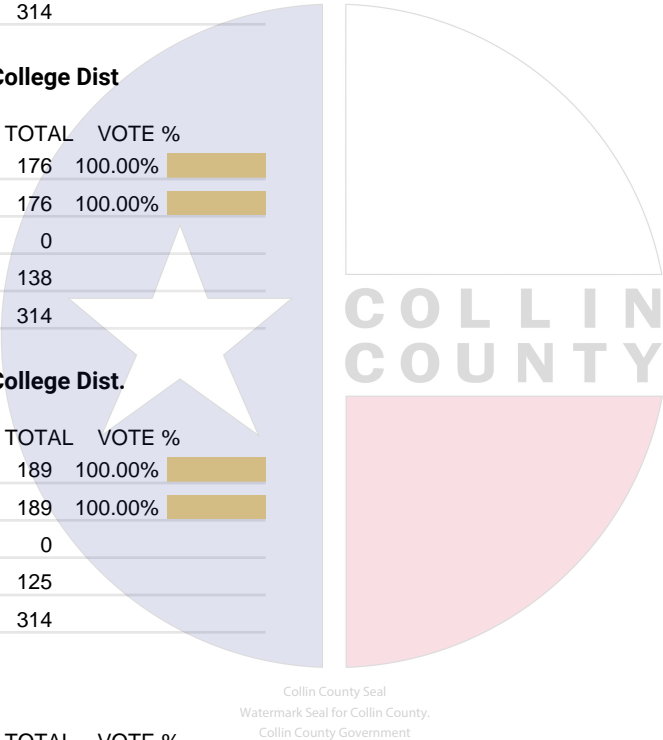 314
College Dist
TOTAL VOTE %
176 100.00%
176 100.00%
0
138
314
College Dist.
TOTAL VOTE %
189 100.00%
189 100.00%
0
125
314
COLLIN
COUNTY
Collin County Seal
Watermark Seal for Collin County.
Collin County Government
TOTAL VOTE %